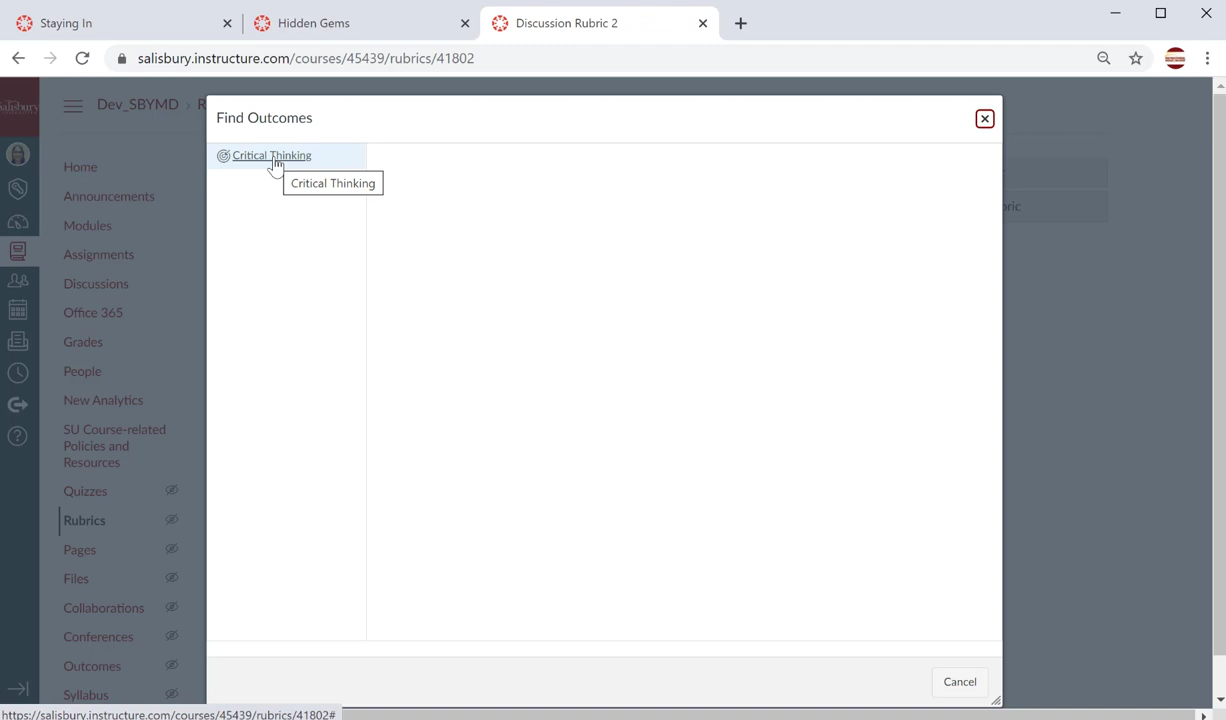 Staying In
Hidden Gems
Discussion Rubric 2
salisbury.instructure.com/courses/45439/rubrics/41802
Salisbury
Dev_SBYMD › R
Find Outcomes
Critical Thinking
Critical Thinking
Home
Announcements
Modules
Assignments
Discussions
Office 365
Grades
People
New Analytics
SU Course-related
Policies and
Resources
Quizzes
Rubrics
Pages
Files
Collaborations
Conferences
Outcomes
Syllabus
Cancel
https://salisbury.instructure.com/courses/45439/rubrics/41802#